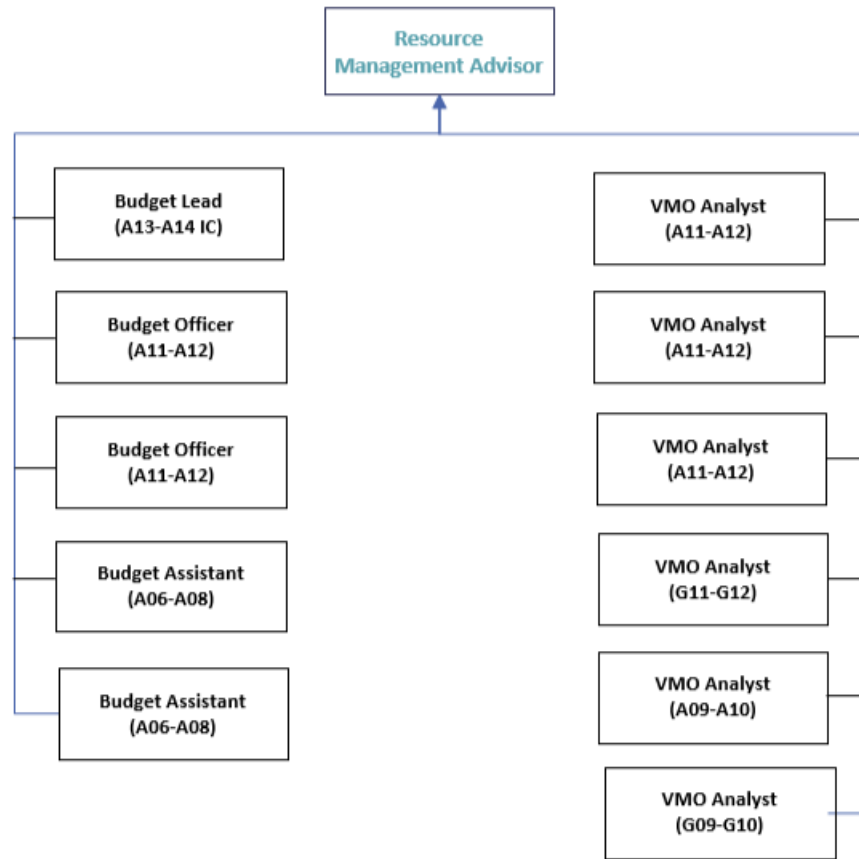 Resource
Management Advisor
Budget Lead
(A13-A14 IC)
Budget Officer
(A11-A12)
Budget Officer
(A11-A12)
Budget Assistant
(A06-A08)
Budget Assistant
(A06-A08)
VMO Analyst
(A11-A12)
VMO Analyst
(A11-A12)
VMO Analyst
(A11-A12)
VMO Analyst
(G11-G12)
VMO Analyst
(A09-A10)
VMO Analyst
(G09-G10)